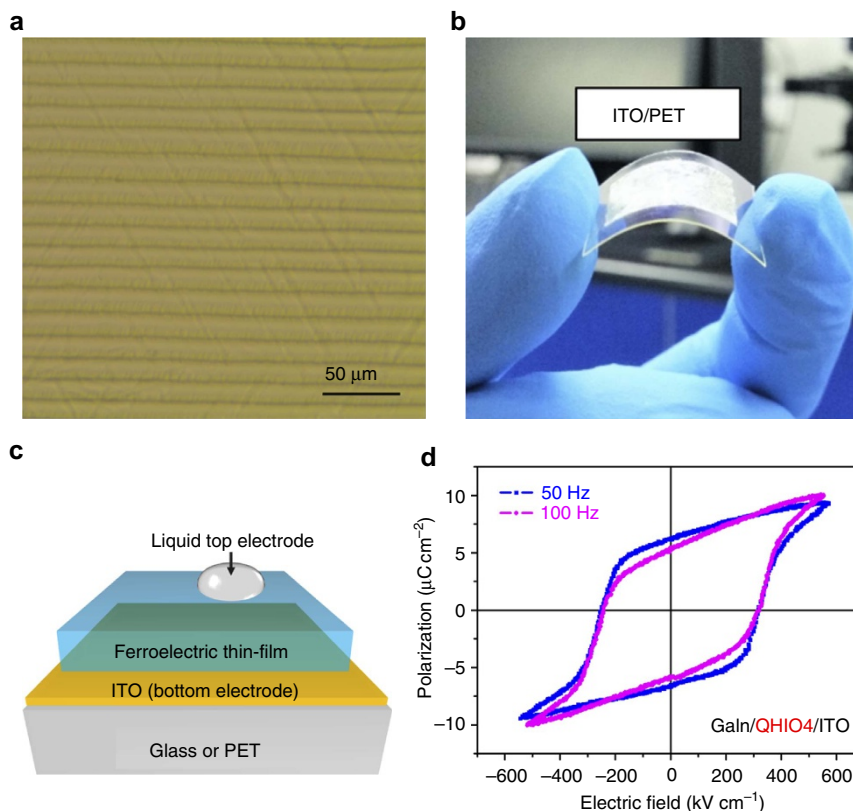 a
50 μm
b
ITO/PET
c
Liquid top electrode
Ferroelectric thin-film
ITO (bottom electrode)
Glass or PET
d
50 Hz
100 Hz
Polarization (μC cm⁻²)
10
5
0
−5
−10
GaIn/QHIO4/ITO
−600 −400 −200 0 200 400 600
Electric field (kV cm⁻¹)